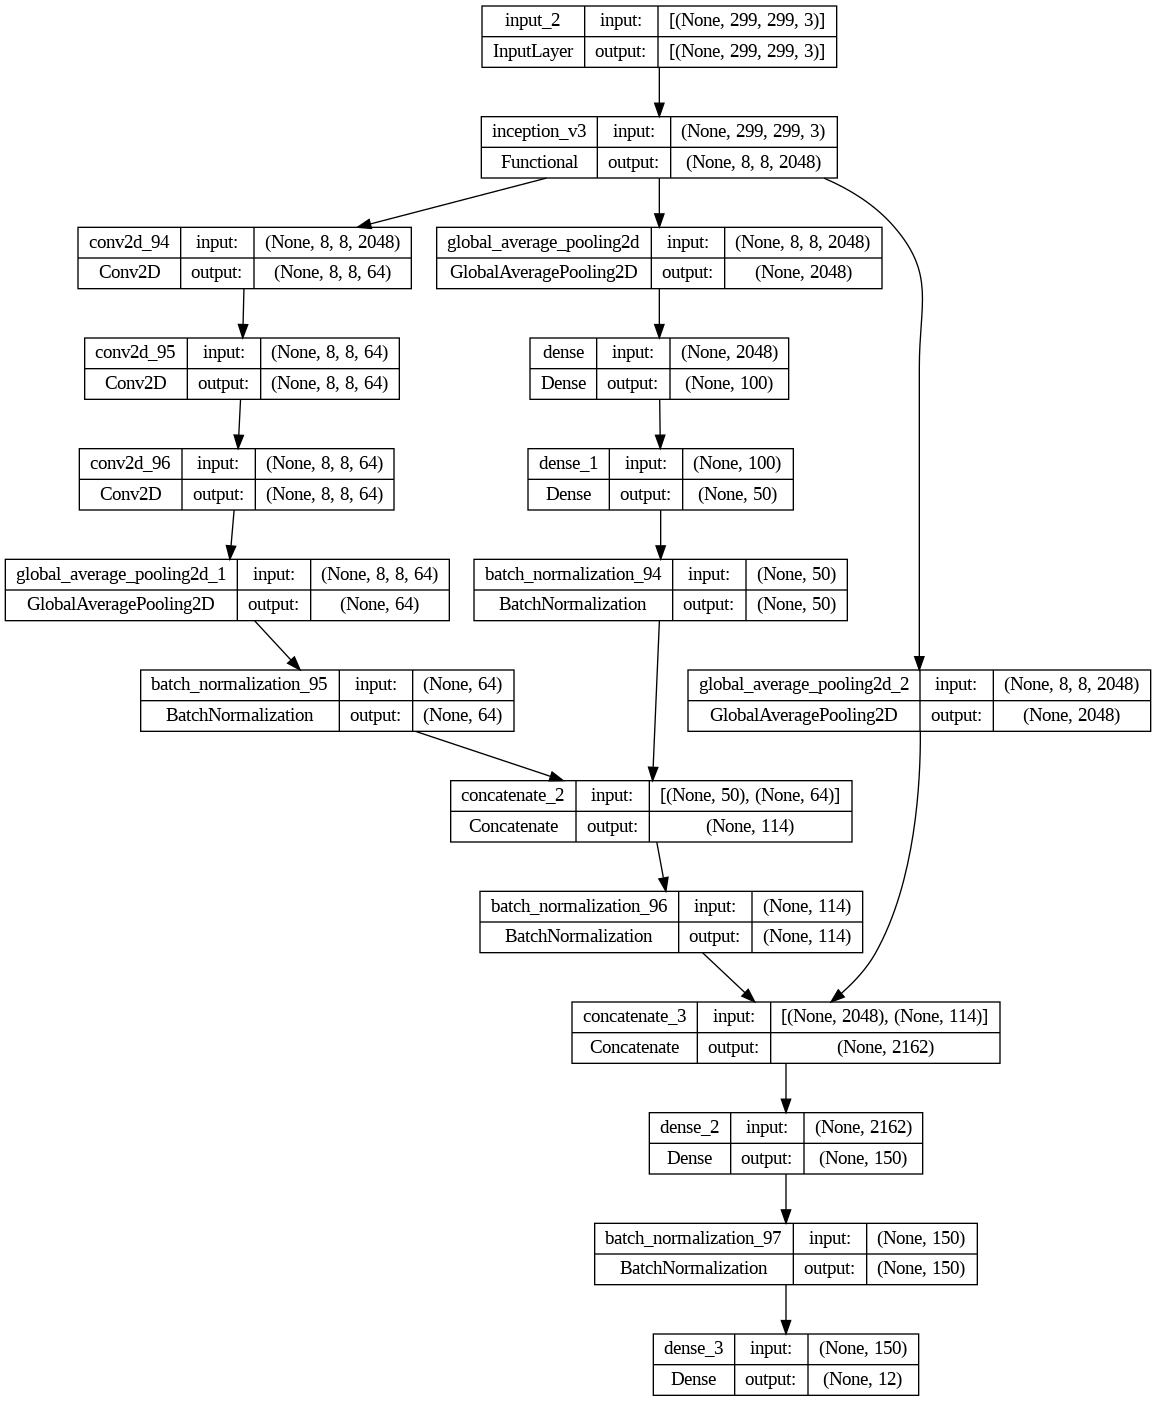 input_2 input: [(None, 299, 299, 3)]
InputLayer output: [(None, 299, 299, 3)]
inception_v3 input: (None, 299, 299, 3)
Functional output: (None, 8, 8, 2048)
conv2d_94 input: (None, 8, 8, 2048)
Conv2D output: (None, 8, 8, 64)
global_average_pooling2d input: (None, 8, 8, 2048)
GlobalAveragePooling2D output: (None, 2048)
conv2d_95 input: (None, 8, 8, 64)
Conv2D output: (None, 8, 8, 64)
dense input: (None, 2048)
Dense output: (None, 100)
conv2d_96 input: (None, 8, 8, 64)
Conv2D output: (None, 8, 8, 64)
dense_1 input: (None, 100)
Dense output: (None, 50)
global_average_pooling2d_1 input: (None, 8, 8, 64)
GlobalAveragePooling2D output: (None, 64)
batch_normalization_94 input: (None, 50)
BatchNormalization output: (None, 50)
batch_normalization_95 input: (None, 64)
BatchNormalization output: (None, 64)
global_average_pooling2d_2 input: (None, 8, 8, 2048)
GlobalAveragePooling2D output: (None, 2048)
concatenate_2 input: [(None, 50), (None, 64)]
Concatenate output: (None, 114)
batch_normalization_96 input: (None, 114)
BatchNormalization output: (None, 114)
concatenate_3 input: [(None, 2048), (None, 114)]
Concatenate output: (None, 2162)
dense_2 input: (None, 2162)
Dense output: (None, 150)
batch_normalization_97 input: (None, 150)
BatchNormalization output: (None, 150)
dense_3 input: (None, 150)
Dense output: (None, 12)